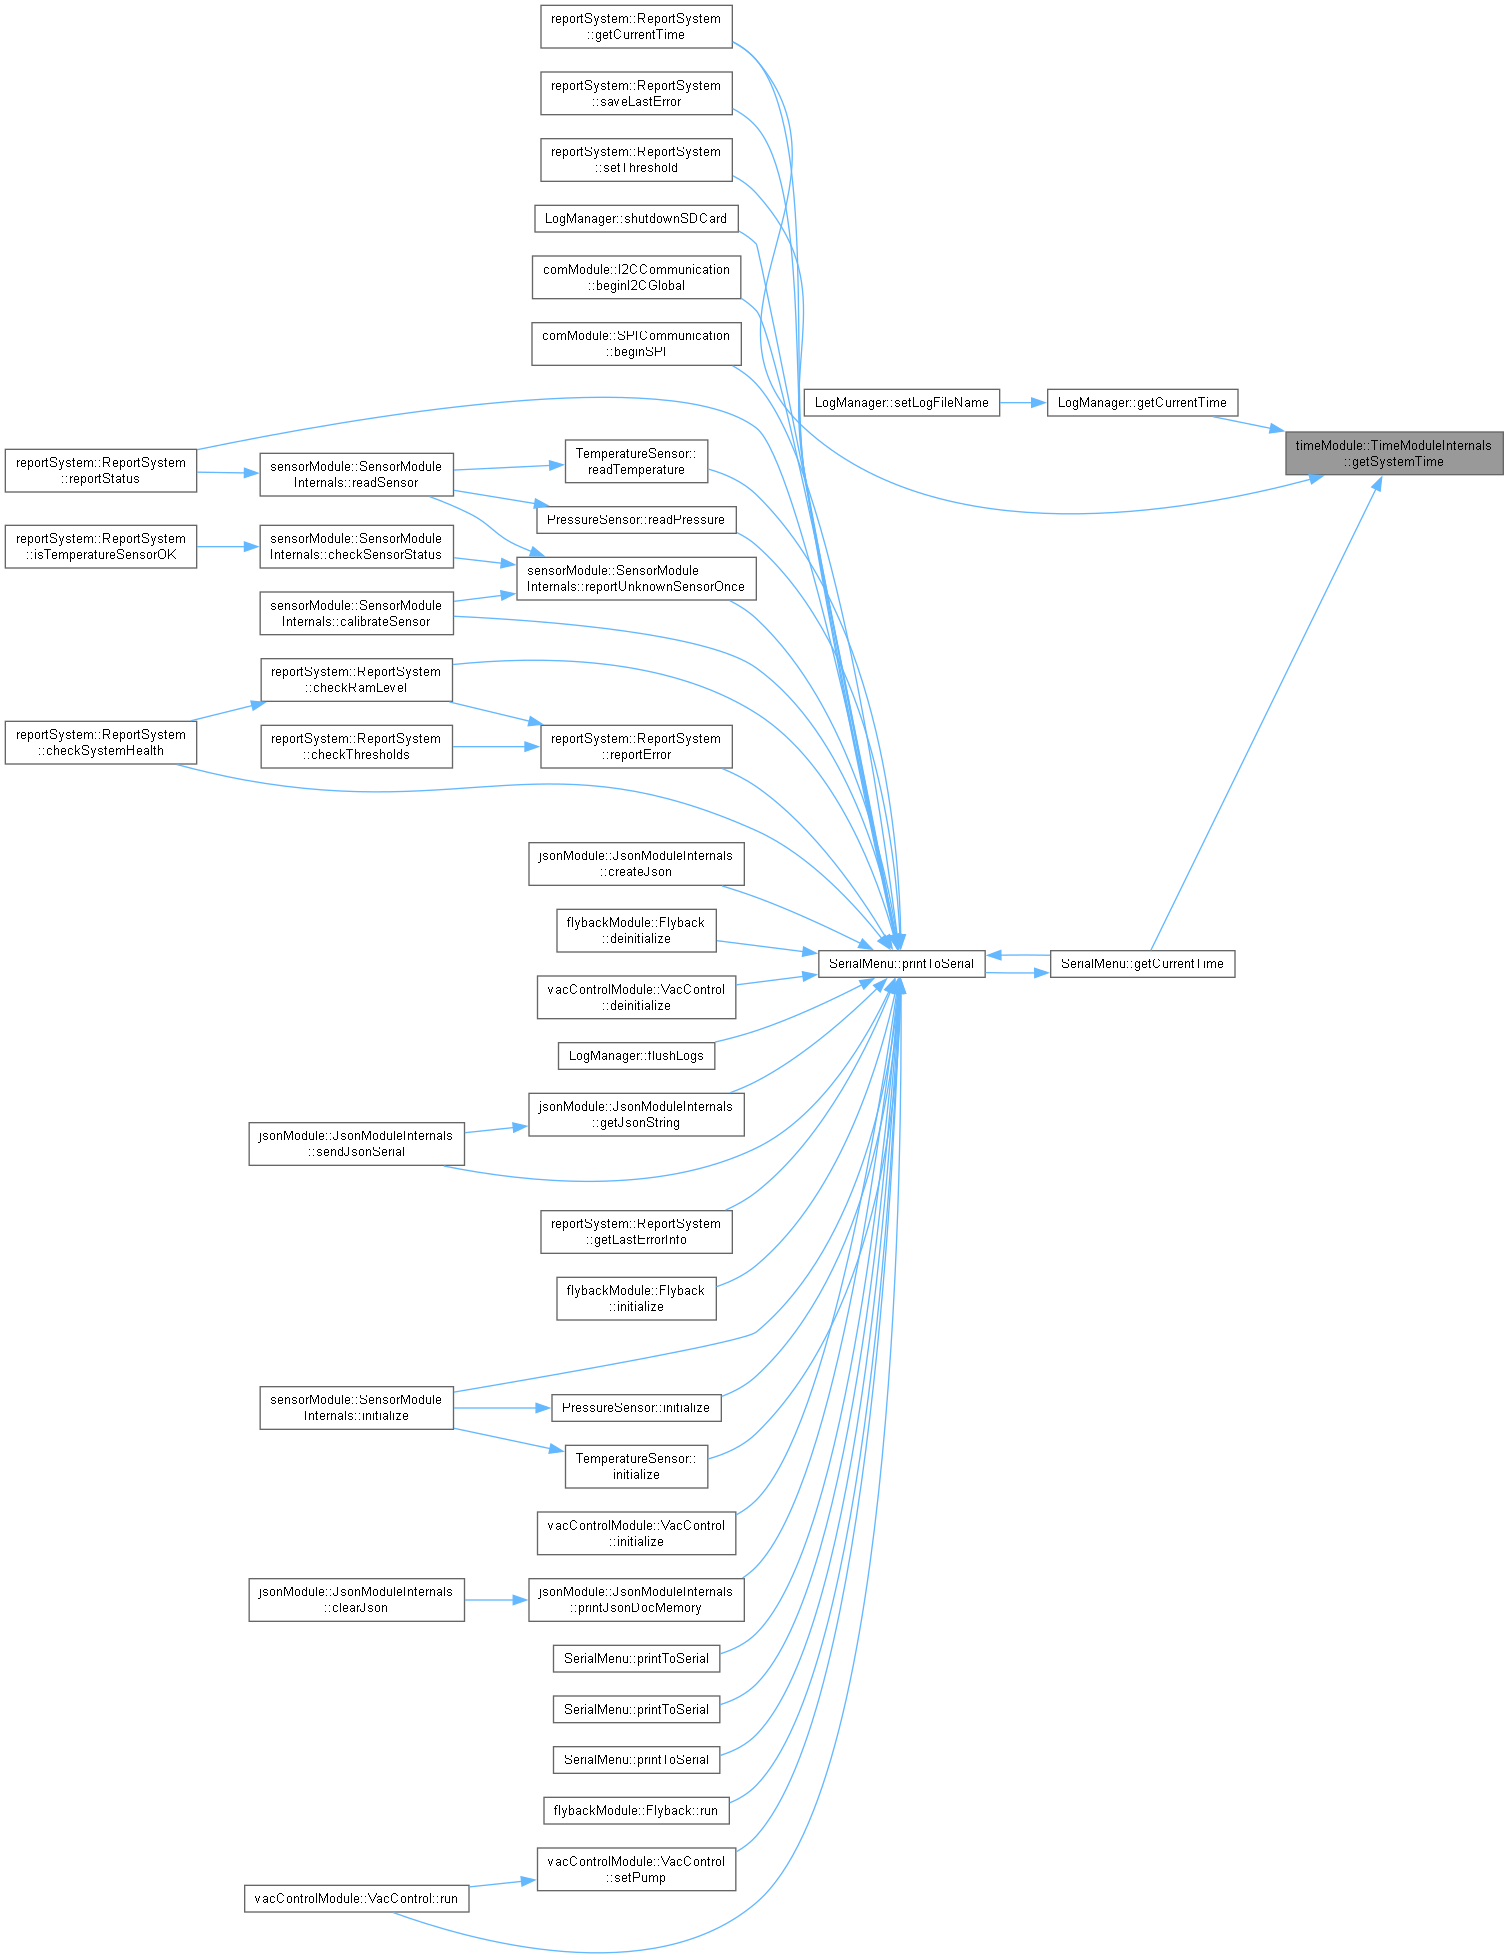 reportSystem::ReportSystem
::getCurrentTime
reportSystem::ReportSystem
::saveLastError
reportSystem::ReportSystem
::setThreshold
LogManager::shutdownSDCard
comModule::I2CCommunication
::beginI2CGlobal
comModule::SPICommunication
::beginSPI
LogManager::setLogFileName
LogManager::getCurrentTime
timeModule::TimeModuleInternals
::getSystemTime
reportSystem::ReportSystem
::reportStatus
sensorModule::SensorModule
Internals::readSensor
TemperatureSensor::
readTemperature
PressureSensor::readPressure
reportSystem::ReportSystem
::isTemperatureSensorOK
sensorModule::SensorModule
Internals::checkSensorStatus
sensorModule::SensorModule
Internals::reportUnknownSensorOnce
sensorModule::SensorModule
Internals::calibrateSensor
reportSystem::ReportSystem
::checkRamLevel
reportSystem::ReportSystem
::checkSystemHealth
reportSystem::ReportSystem
::checkThresholds
reportSystem::ReportSystem
::reportError
jsonModule::JsonModuleInternals
::createJson
flybackModule::Flyback
::deinitialize
SerialMenu::printToSerial
SerialMenu::getCurrentTime
vacControlModule::VacControl
::deinitialize
LogManager::flushLogs
jsonModule::JsonModuleInternals
::getJsonString
jsonModule::JsonModuleInternals
::sendJsonSerial
reportSystem::ReportSystem
::getLastErrorInfo
flybackModule::Flyback
::initialize
sensorModule::SensorModule
Internals::initialize
PressureSensor::initialize
TemperatureSensor::
initialize
vacControlModule::VacControl
::initialize
jsonModule::JsonModuleInternals
::clearJson
jsonModule::JsonModuleInternals
::printJsonDocMemory
SerialMenu::printToSerial
SerialMenu::printToSerial
SerialMenu::printToSerial
flybackModule::Flyback::run
vacControlModule::VacControl
::setPump
vacControlModule::VacControl::run